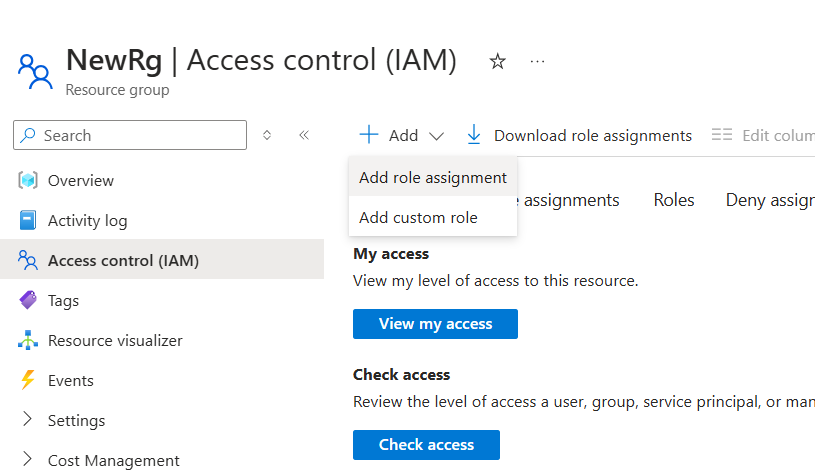 NewRg | Access control (IAM)
Resource group
Search
Add
Download role assignments
Edit
Add role assignment
Add custom role
assignments
Roles
Deny
Overview
Activity log
Access control (IAM)
Tags
Resource visualizer
Events
Settings
Cost Management
My access
View my level of access to this resource.
View my access
Check access
Review the level of access a user, group, service principal, or
Check access